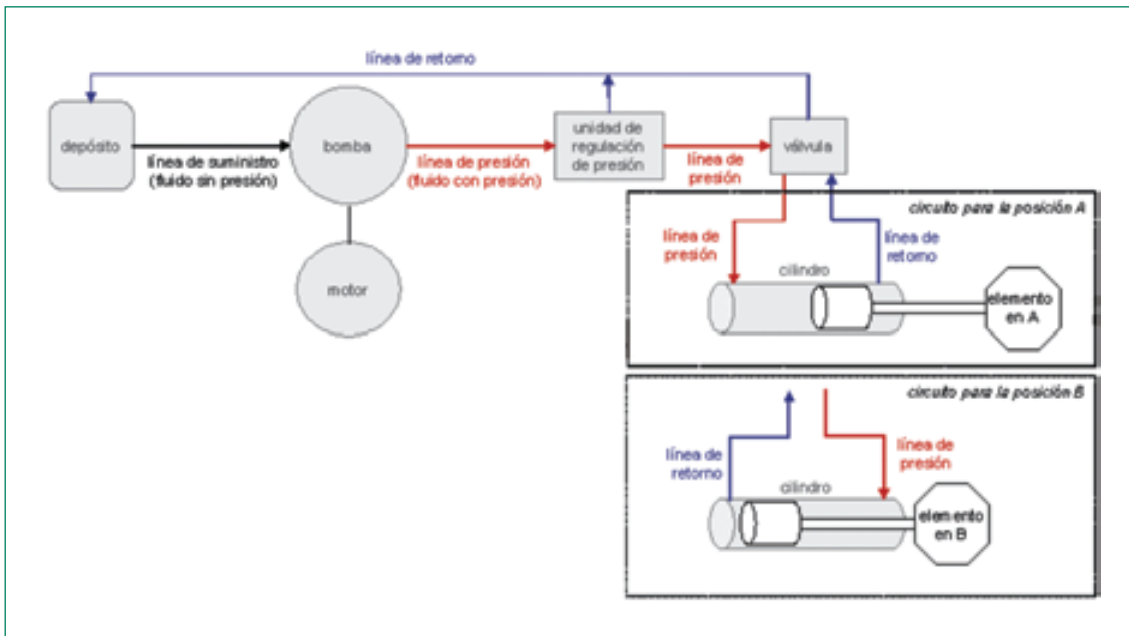 línea de retorno
depósito
línea de suministro
(fluido sin presión)
bomba
línea de presión
(fluido con presión)
unidad de
regulación
de presión
línea de
presión
válvula
motor
circuito para la posición A
línea de
presión
línea de
retorno
cilindro
elemento
en A
circuito para la posición B
línea de
retorno
línea de
presión
cilindro
elemento
en B